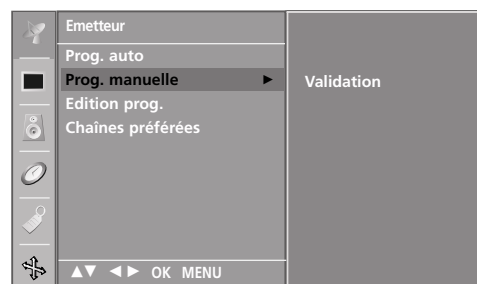 Emetteur
Prog. auto
Prog. manuelle ►
Validation
Edition prog.
Chaînes préférées
▲▼ ◄► OK MENU